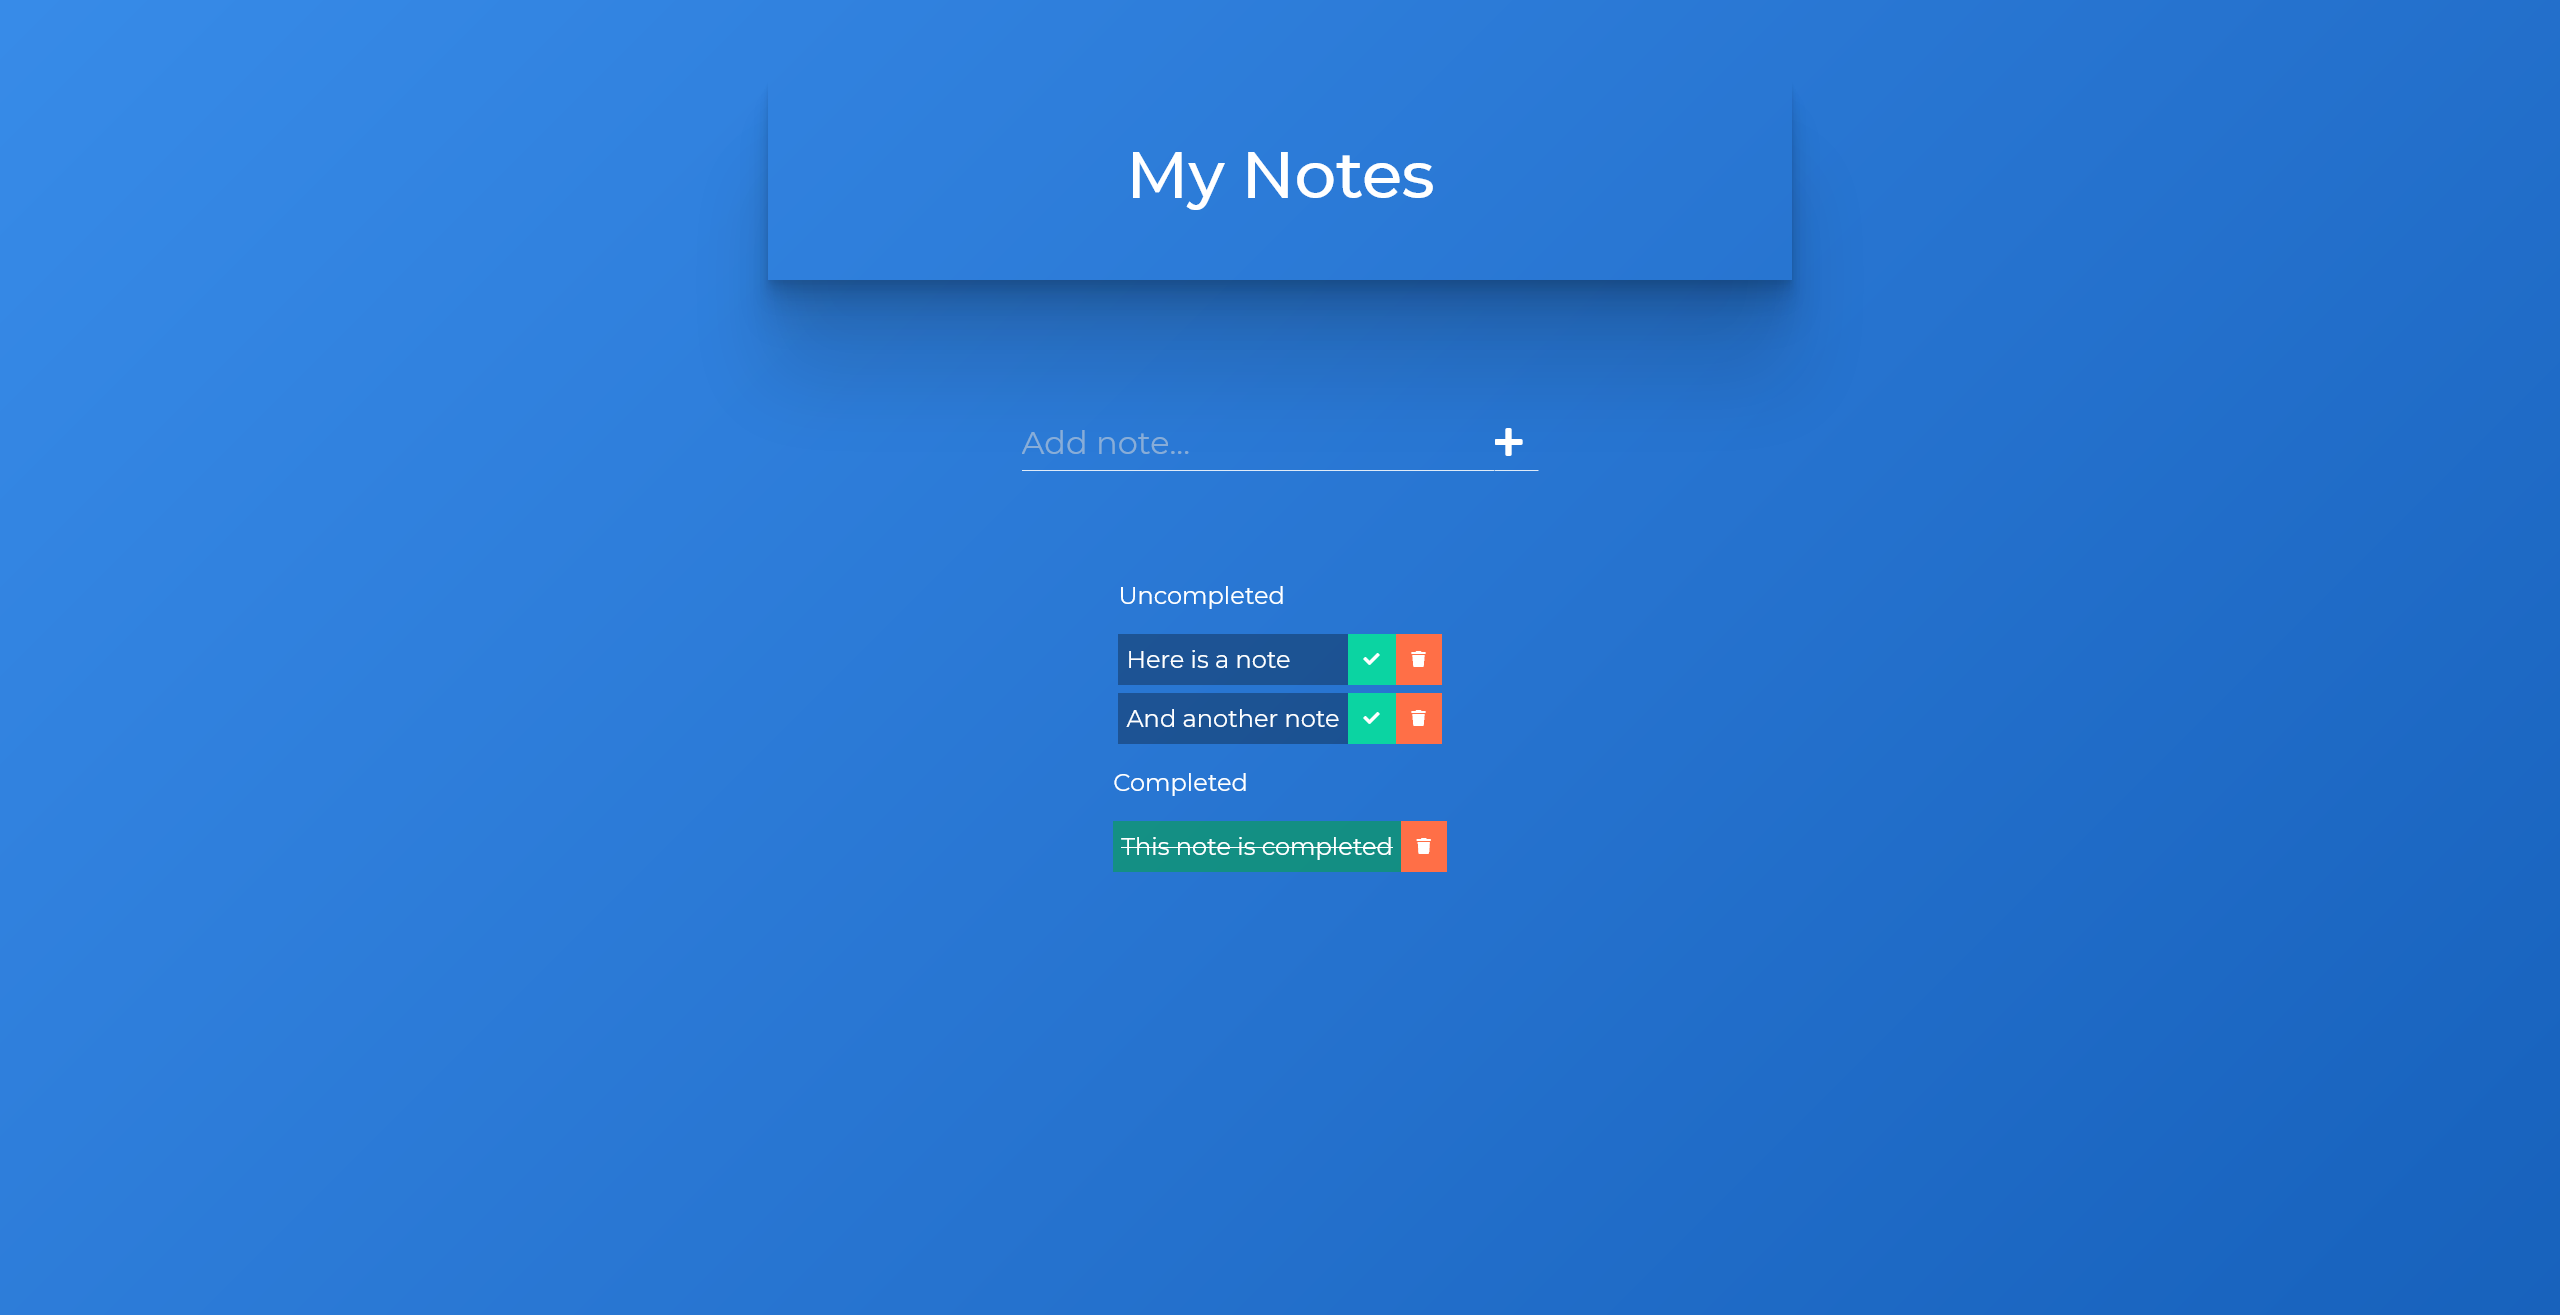 My Notes
Add note...
Uncompleted
Here is a note
And another note
Completed
This note is completed